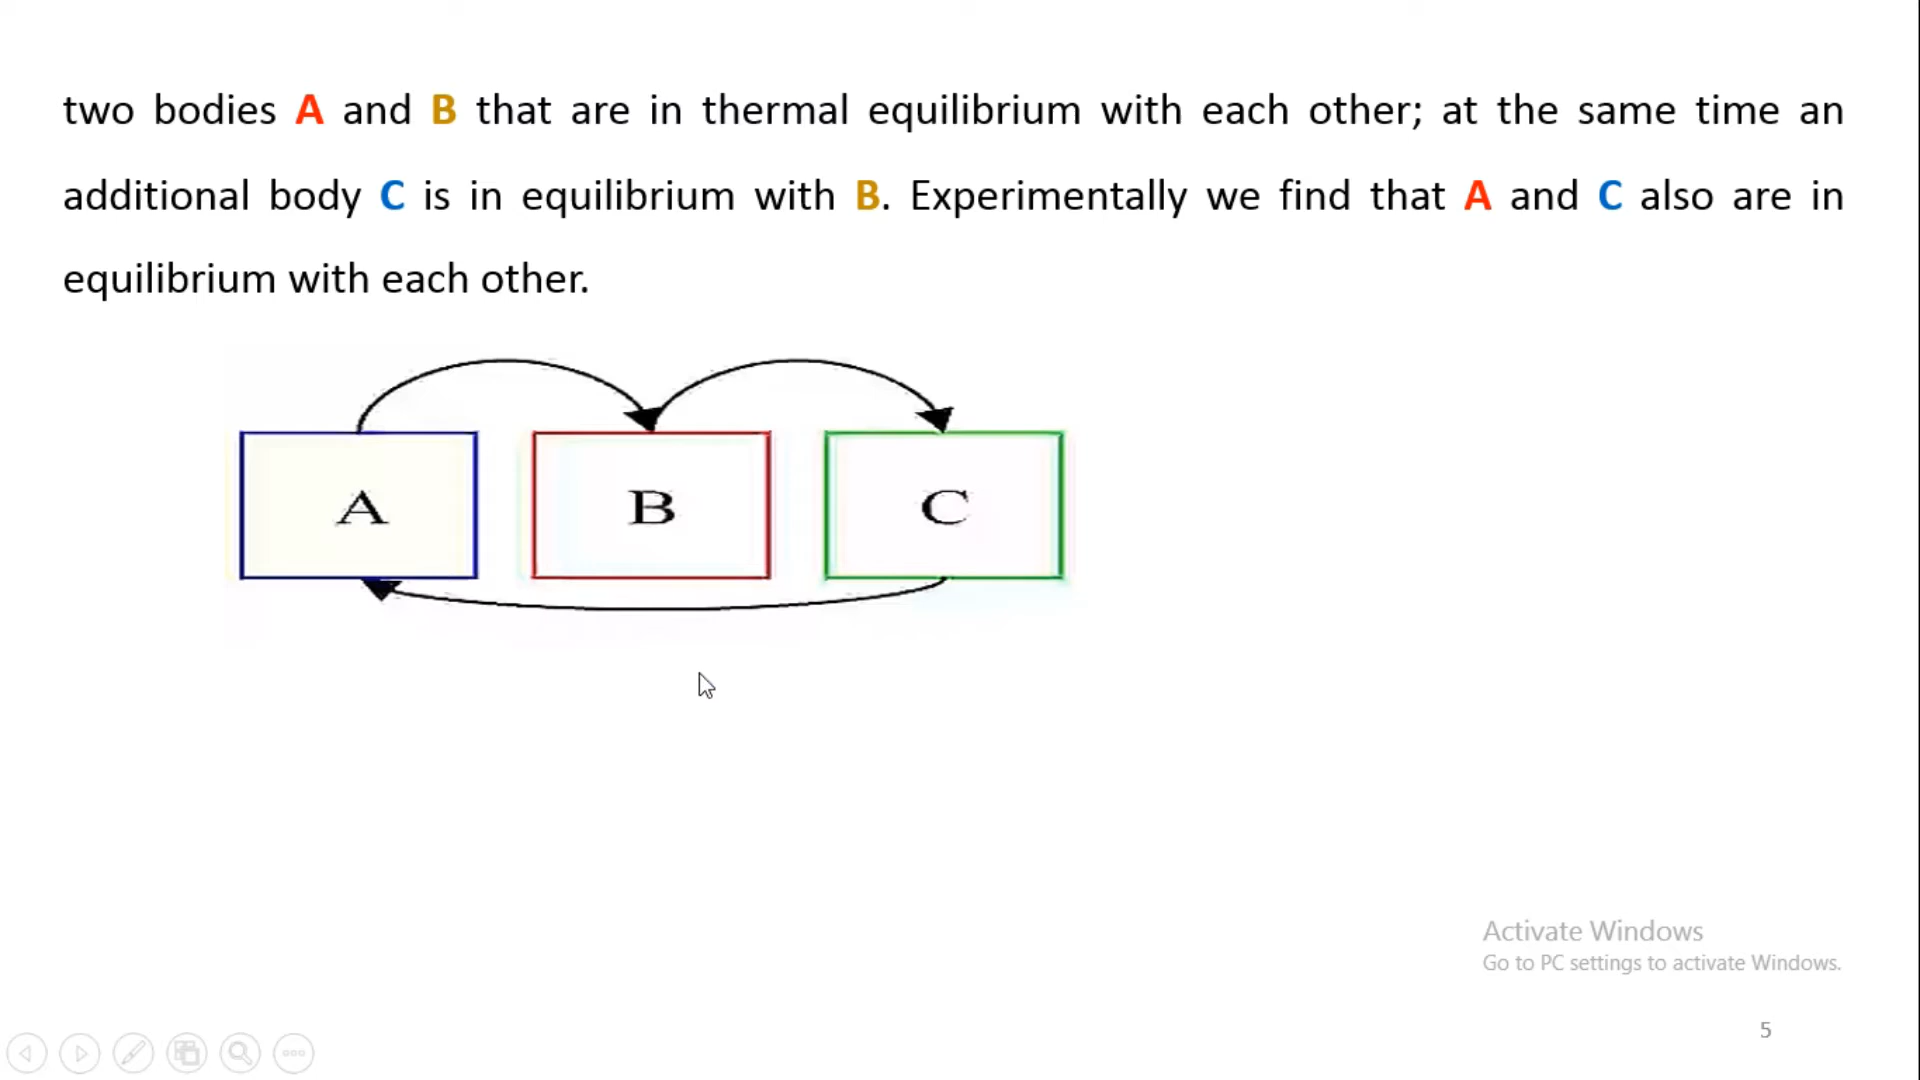 two bodies A and B that are in thermal equilibrium with each other; at the same time an
additional body C is in equilibrium with B. Experimentally we find that A and C also are in
equilibrium with each other.
A
B
C
Activate Windows
Go to PC settings to activate Windows.
5